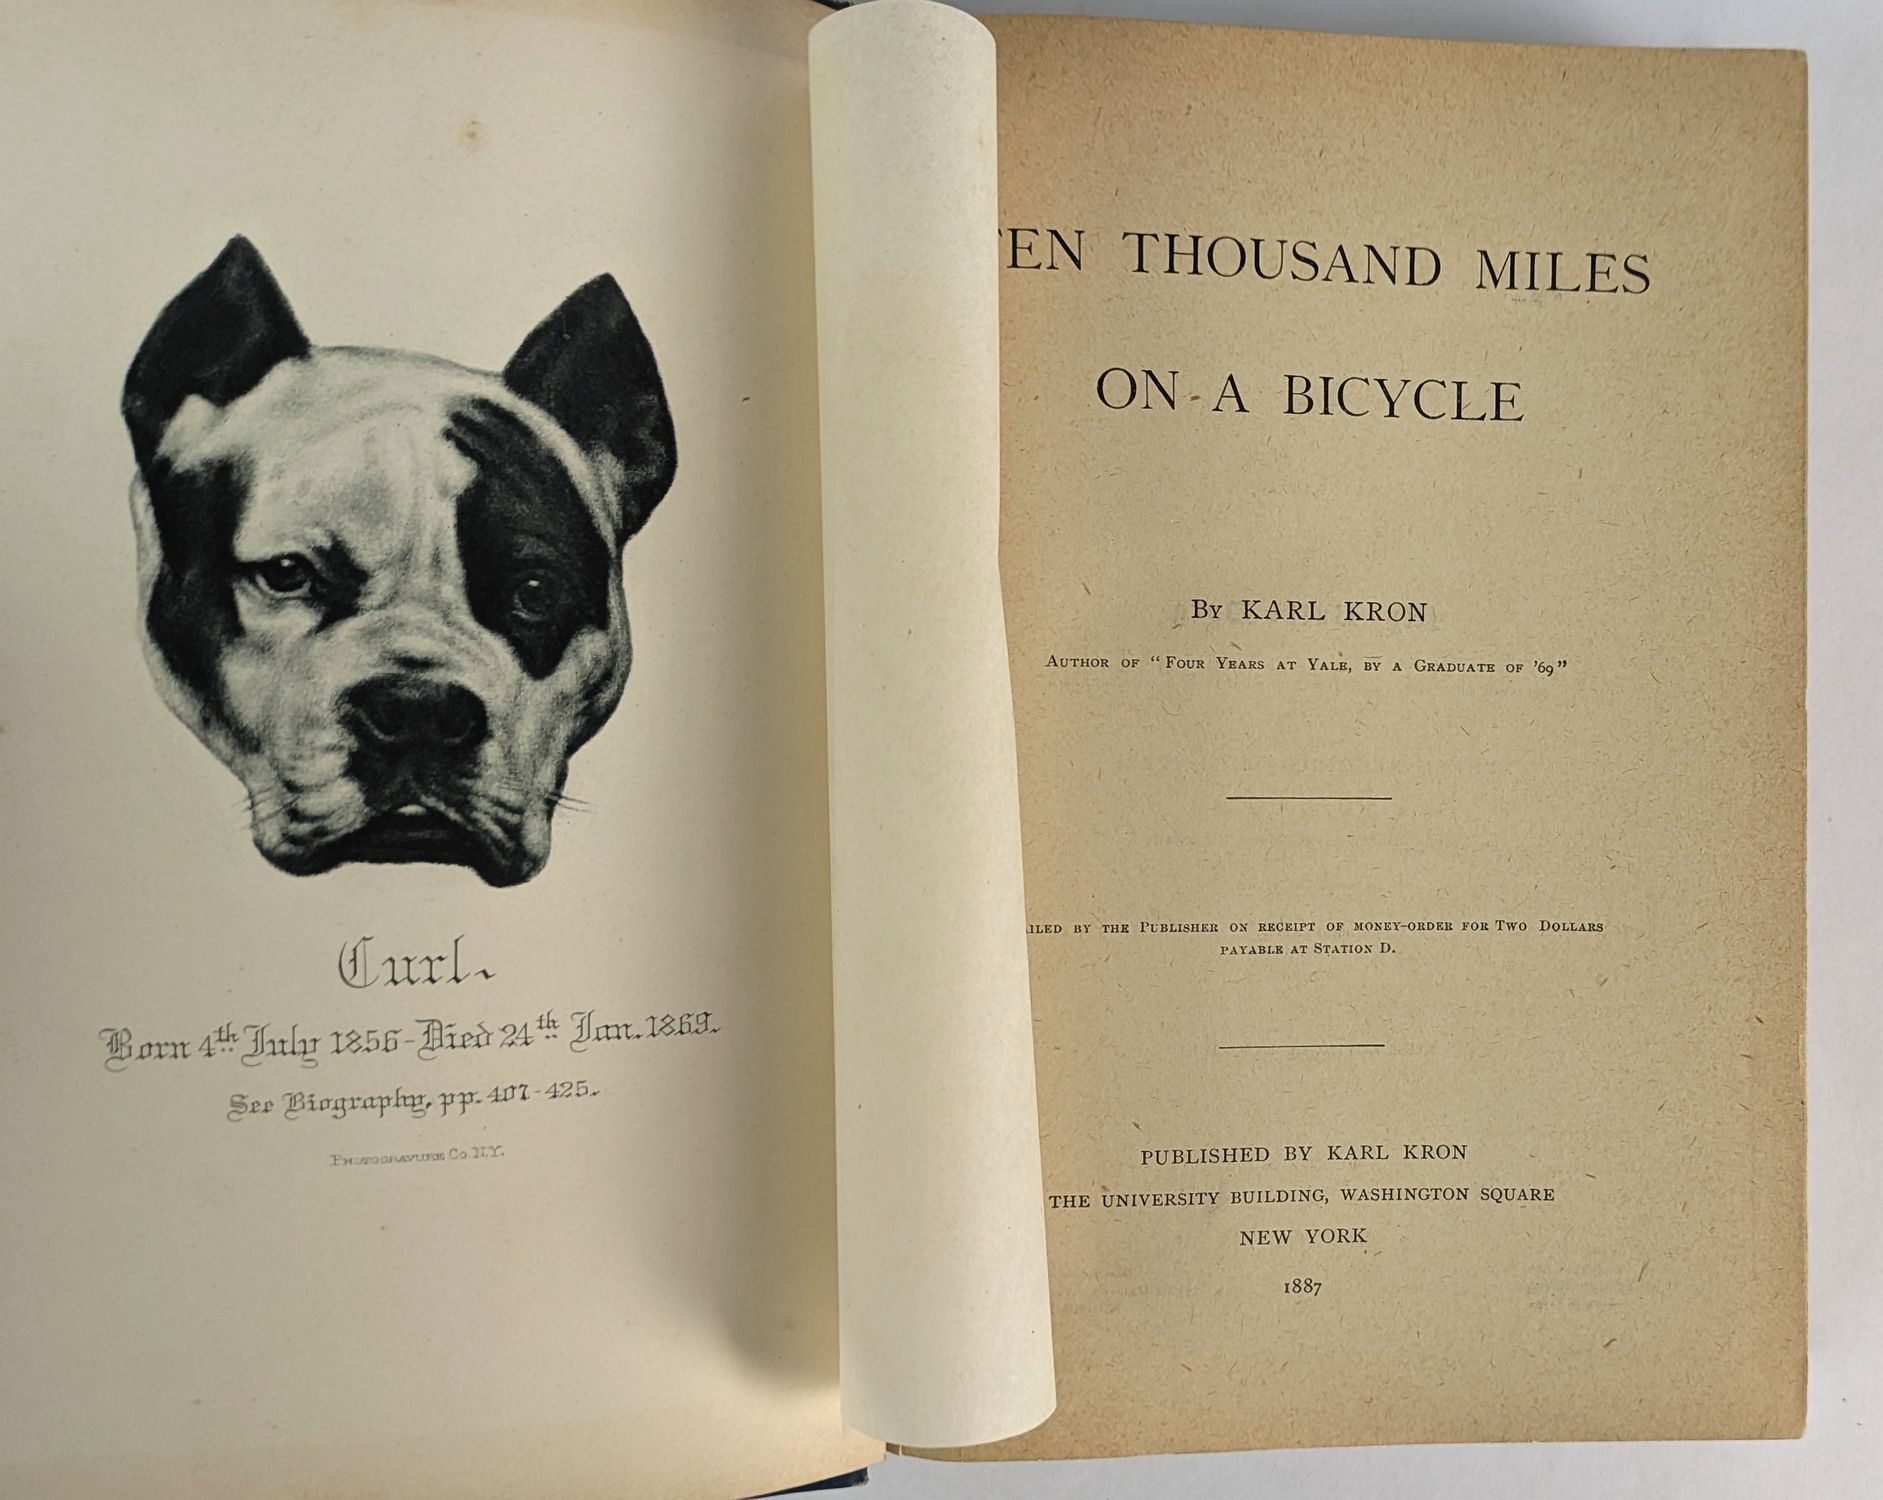 Curl.
Born 4th July 1856-Died 24th Jan. 1869.
See Biography, pp. 407-425.
PHOTOGRAVURE CO. N.Y.
TEN THOUSAND MILES
ON A BICYCLE
BY KARL KRON
AUTHOR OF "FOUR YEARS AT YALE, BY A GRADUATE OF '69"
ILED BY THE PUBLISHER ON RECEIPT OF MONEY-ORDER FOR TWO DOLLARS
PAYABLE AT STATION D.
PUBLISHED BY KARL KRON
THE UNIVERSITY BUILDING, WASHINGTON SQUARE
NEW YORK
1887